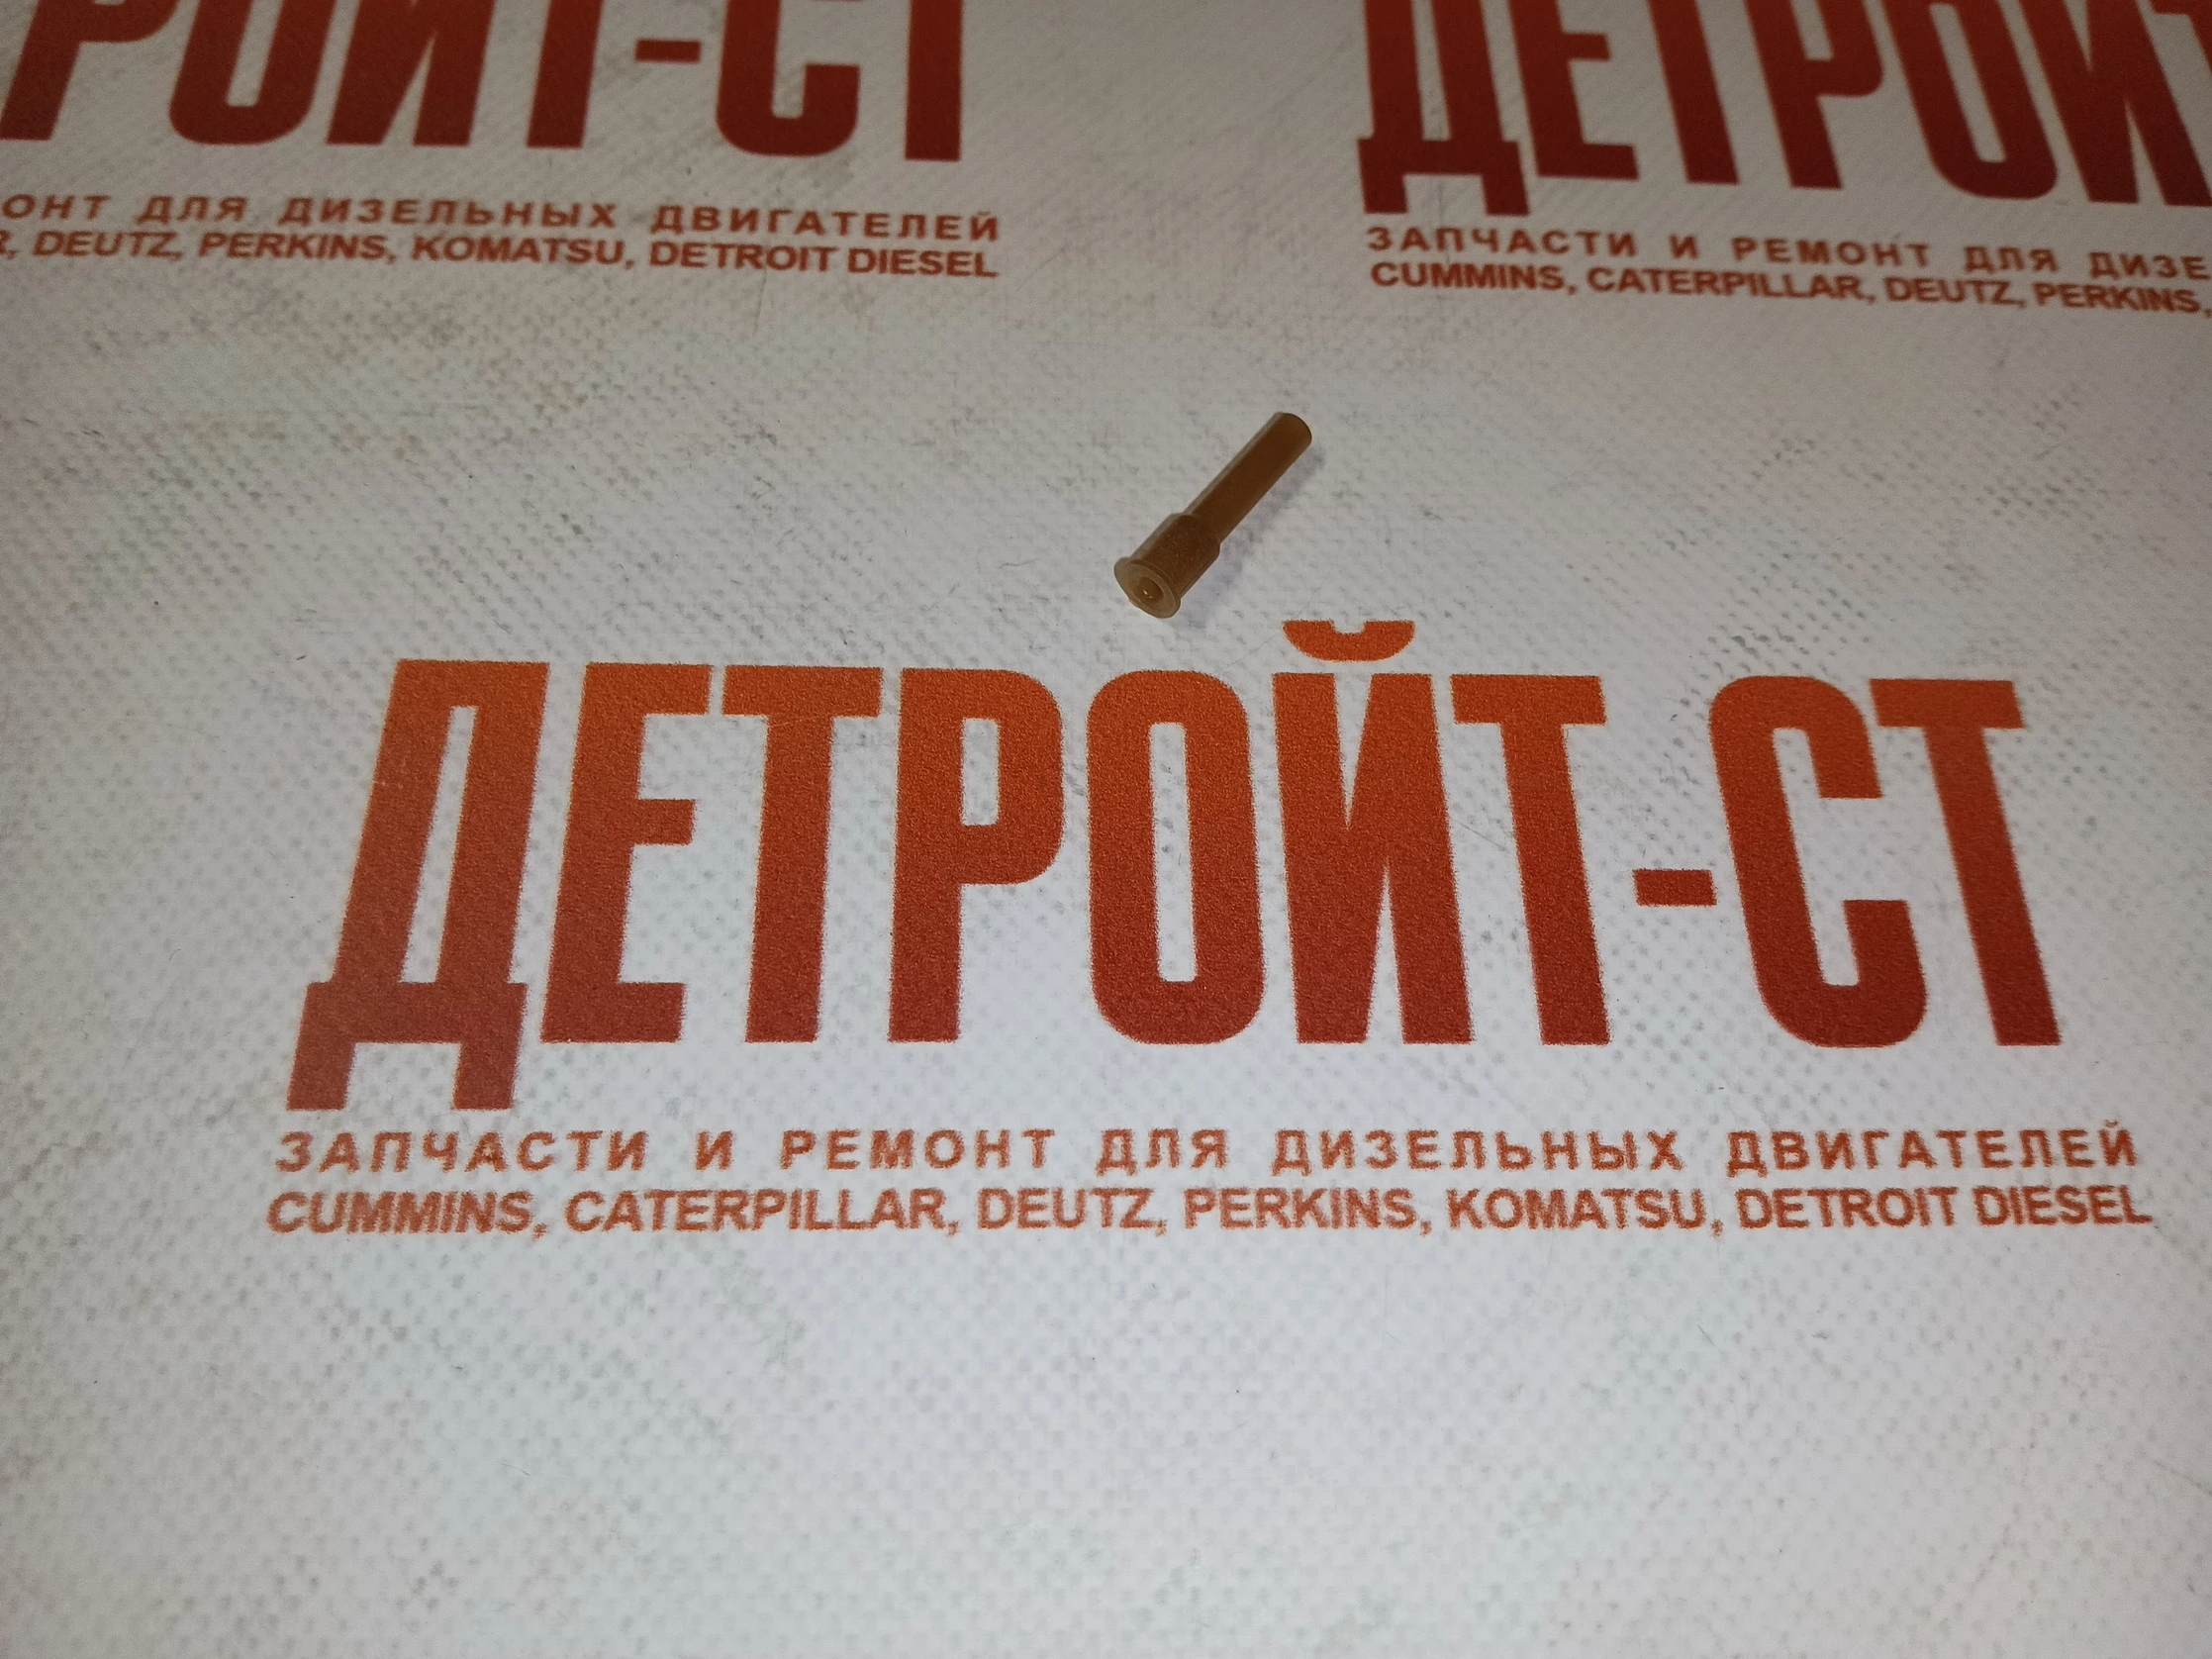 РОЙТ-СТ
ОНТ ДЛЯ ДИЗЕЛЬНЫХ ДВИГАТЕЛЕЙ
R, DEUTZ, PERKINS, KOMATSU, DETROIT DIESEL
ДЕТРОЙТ
ЗАПЧАСТИ И РЕМОНТ ДЛЯ ДИЗЕ
CUMMINS, CATERPILLAR, DEUTZ, PERKINS,
ДЕТРОЙТ-СТ
ЗАПЧАСТИ И РЕМОНТ ДЛЯ ДИЗЕЛЬНЫХ ДВИГАТЕЛЕЙ
CUMMINS, CATERPILLAR, DEUTZ, PERKINS, KOMATSU, DETROIT DIESEL